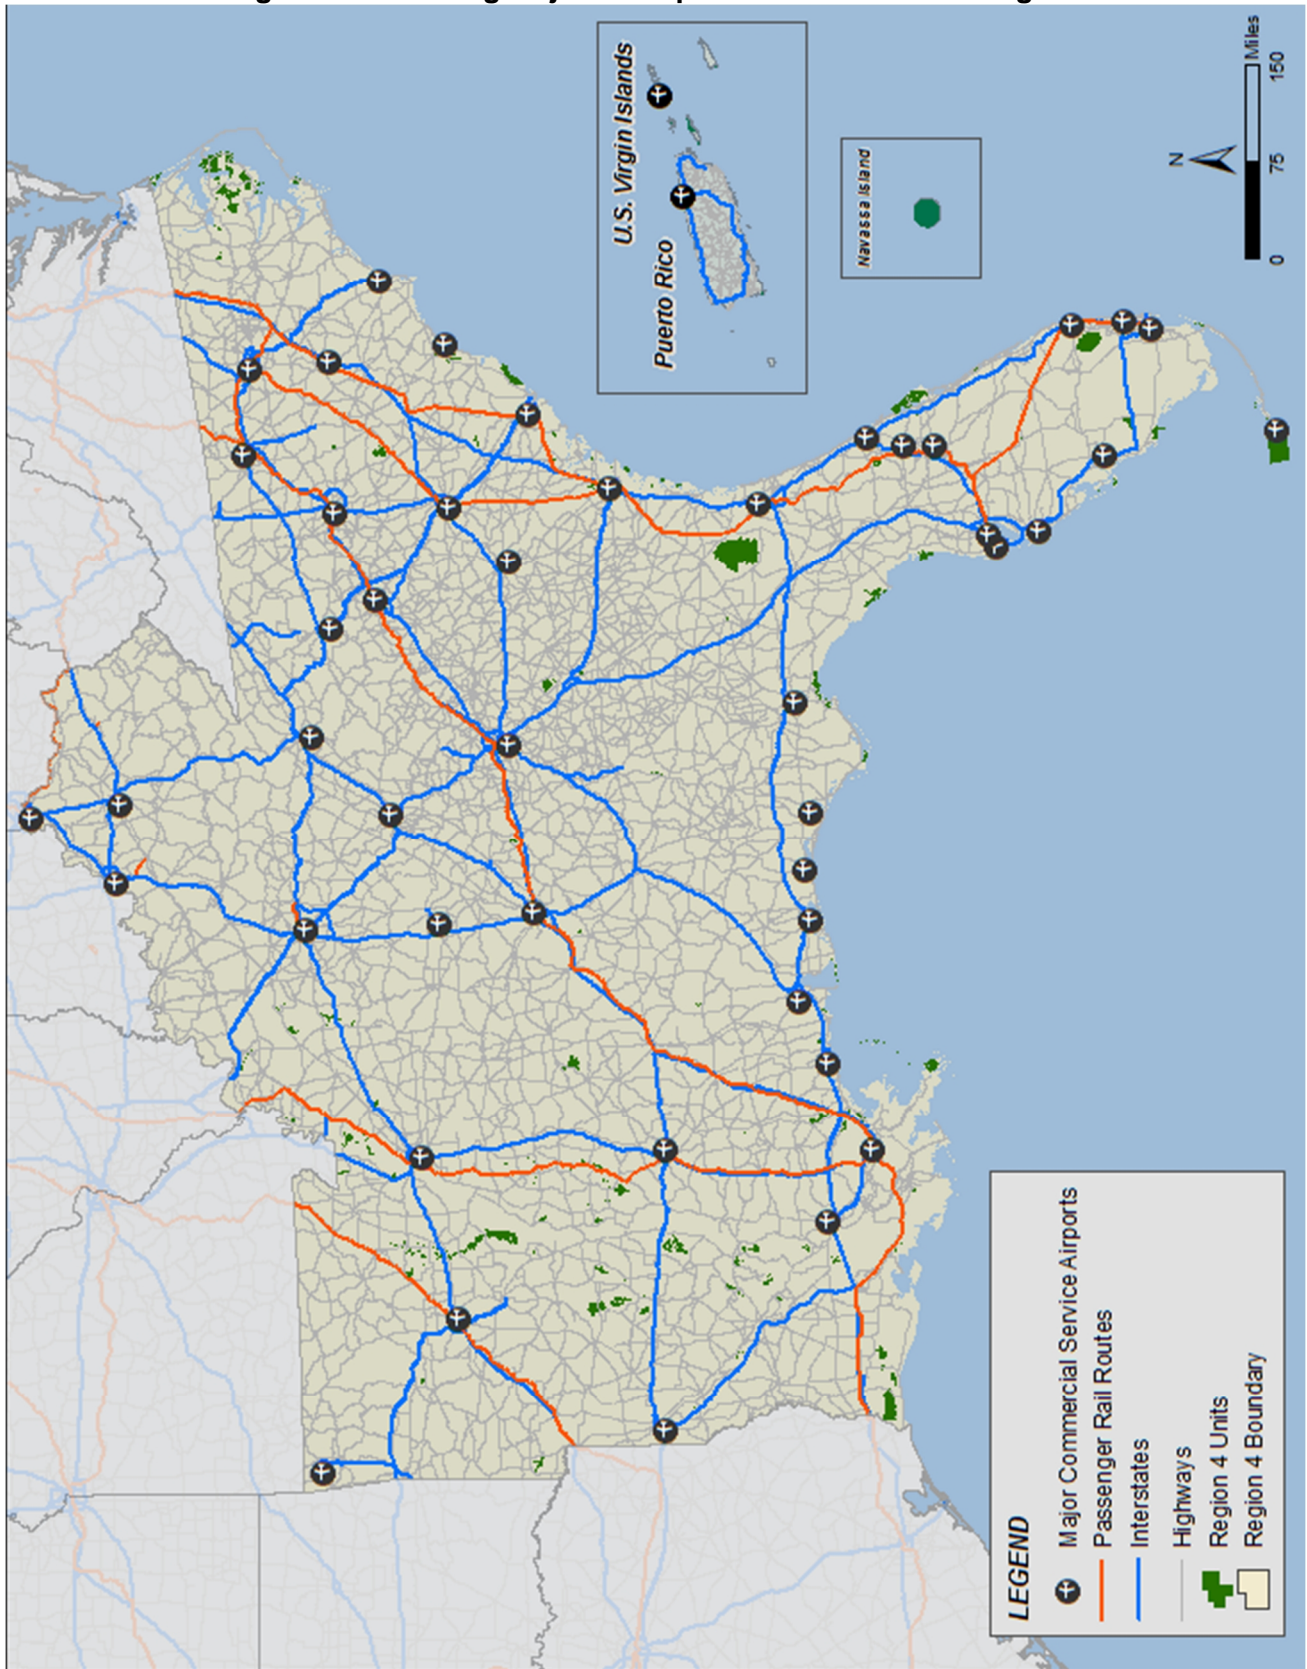 U.S. Virgin Islands
Puerto Rico
Navassa Island
N
0 75 150 Miles
LEGEND
Major Commercial Service Airports
Passenger Rail Routes
Interstates
Highways
Region 4 Units
Region 4 Boundary